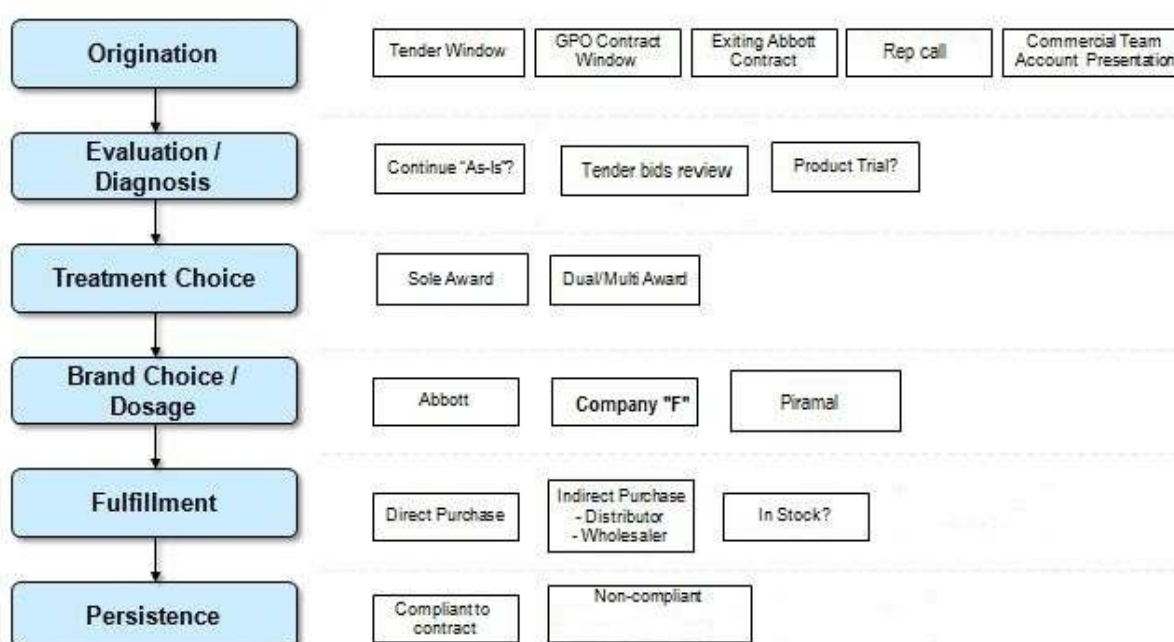 Origination
Tender Window
GPO Contract
Window
Exiting Abbott
Contract
Rep call
Commercial Team
Account Presentation
Evaluation /
Diagnosis
Continue "As-Is"?
Tender bids review
Product Trial?
Treatment Choice
Sole Award
Dual/Multi Award
Brand Choice /
Dosage
Abbott
Company "F"
Piramal
Fulfillment
Direct Purchase
Indirect Purchase
- Distributor
- Wholesaler
In Stock?
Persistence
Compliant to
contract
Non-compliant